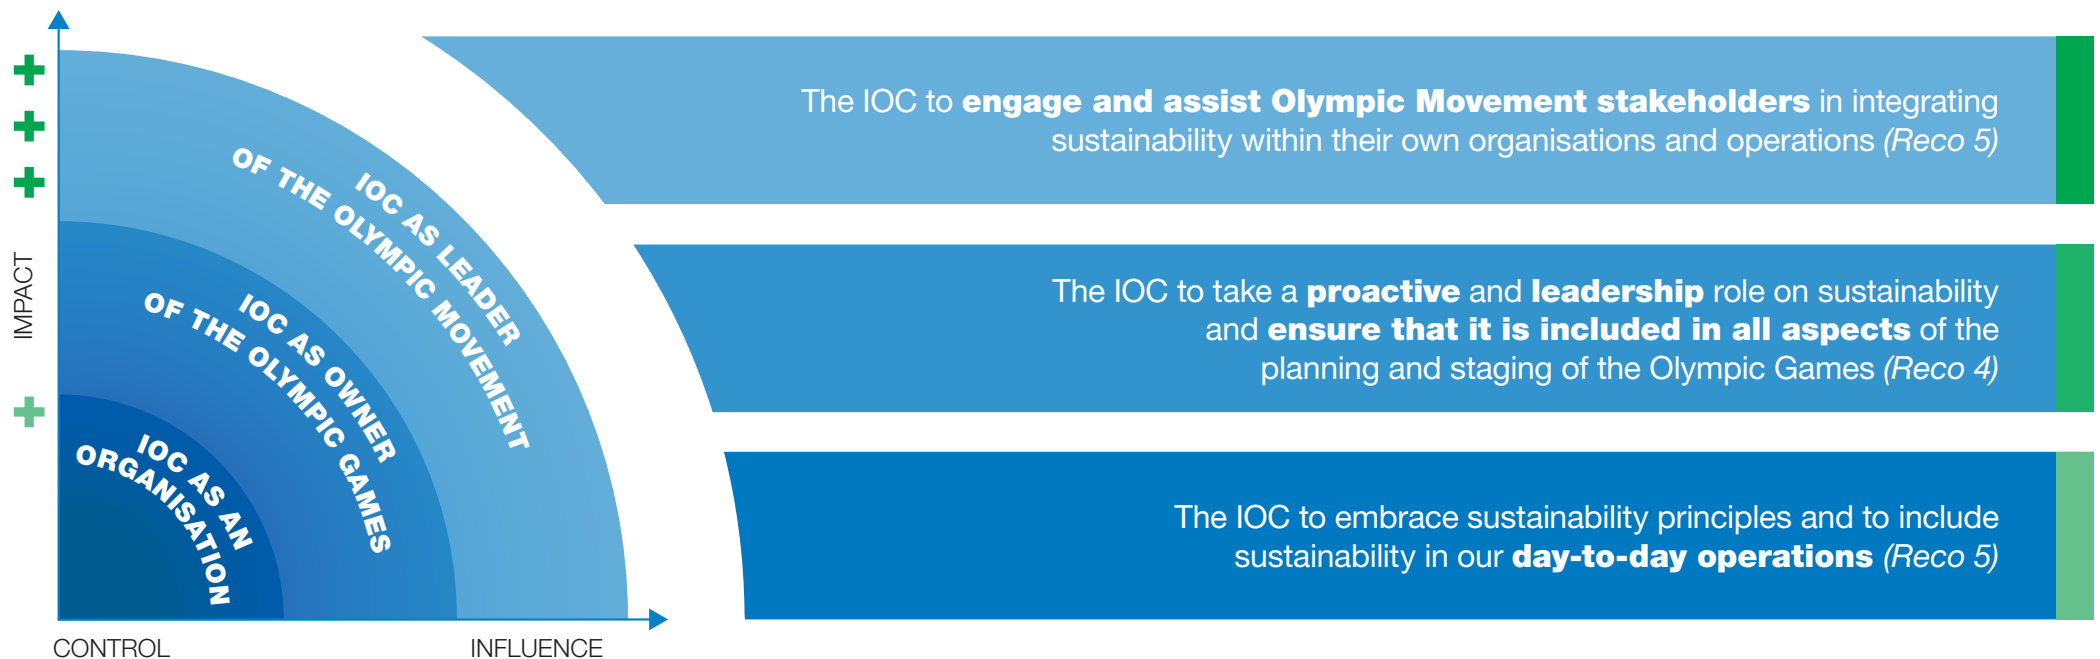 IMPACT
CONTROL
INFLUENCE
IOC AS LEADER
OF THE OLYMPIC MOVEMENT
IOC AS OWNER
OF THE OLYMPIC GAMES
IOC AS AN
ORGANISATION
The IOC to engage and assist Olympic Movement stakeholders in integrating
sustainability within their own organisations and operations (Reco 5)
The IOC to take a proactive and leadership role on sustainability
and ensure that it is included in all aspects of the
planning and staging of the Olympic Games (Reco 4)
The IOC to embrace sustainability principles and to include
sustainability in our day-to-day operations (Reco 5)